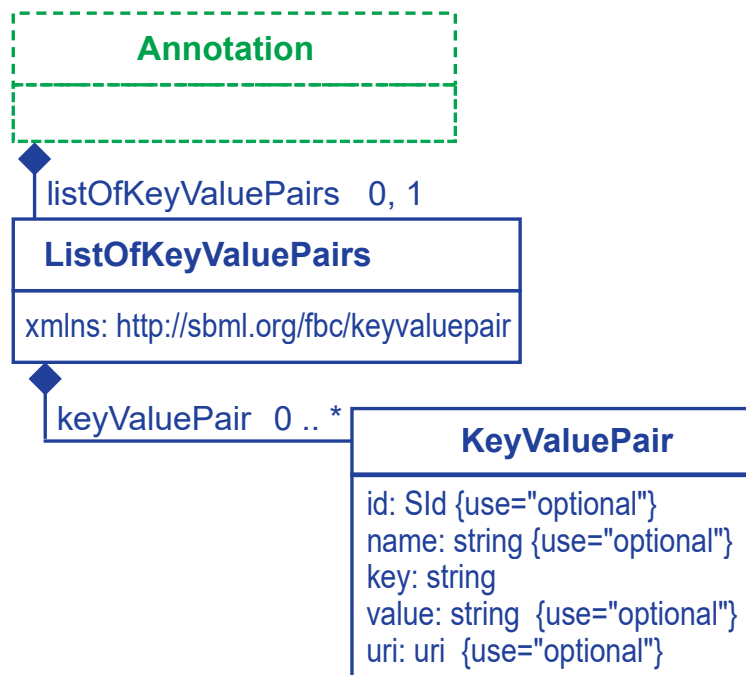 Annotation
listOfKeyValuePairs 0, 1
ListOfKeyValuePairs
xmlns: http://sbml.org/fbc/keyvaluepair
keyValuePair 0 .. *
KeyValuePair
id: SId {use="optional"}
name: string {use="optional"}
key: string
value: string {use="optional"}
uri: uri {use="optional"}